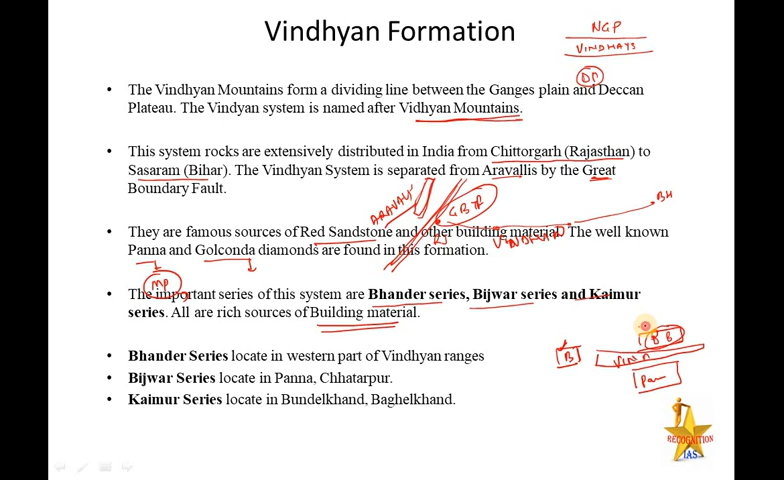 Vindhyan Formation
NGP
VINDHAYS
DP
• The Vindhyan Mountains form a dividing line between the Ganges plain and Deccan
Plateau. The Vindyan system is named after Vidhyan Mountains.
• This system rocks are extensively distributed in India from Chittorgarh (Rajasthan) to
Sasaram (Bihar). The Vindhyan System is separated from Aravallis by the Great
Boundary Fault.
ARAVALI
GBF
BH
• They are famous sources of Red Sandstone and other building material. The well known
VINDHYAN
Panna and Golconda diamonds are found in this formation.
MP
• The important series of this system are Bhander series, Bijwar series and Kaimur
series. All are rich sources of Building material.
BB
B
VIND
Pan
• Bhander Series locate in western part of Vindhyan ranges
• Bijwar Series locate in Panna, Chhatarpur.
• Kaimur Series locate in Bundelkhand, Baghelkhand.
RECOGNITION
IAS